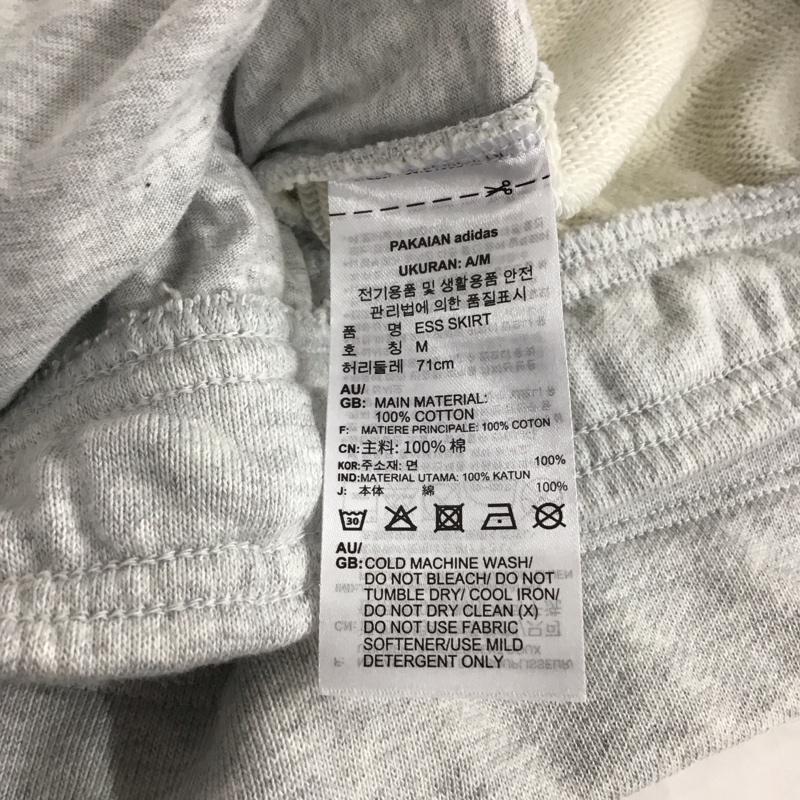 PAKAIAN adidas
UKURAN: A/M
전기용품 및 생활용품 안전
관리법에 의한 품질표시
품 명 ESS SKIRT
호 칭 M
허리둘레 71cm
AU/
GB: MAIN MATERIAL:
100% COTTON
F: MATIERE PRINCIPALE: 100% COTON
CN: 主料: 100% 棉
KOR: 주소재: 면 100%
IND: MATERIAL UTAMA: 100% KATUN
J: 本体 綿 100%
30
AU/
GB: COLD MACHINE WASH/
DO NOT BLEACH/ DO NOT
TUMBLE DRY/ COOL IRON/
DO NOT DRY CLEAN (X)
DO NOT USE FABRIC
SOFTENER/USE MILD
DETERGENT ONLY